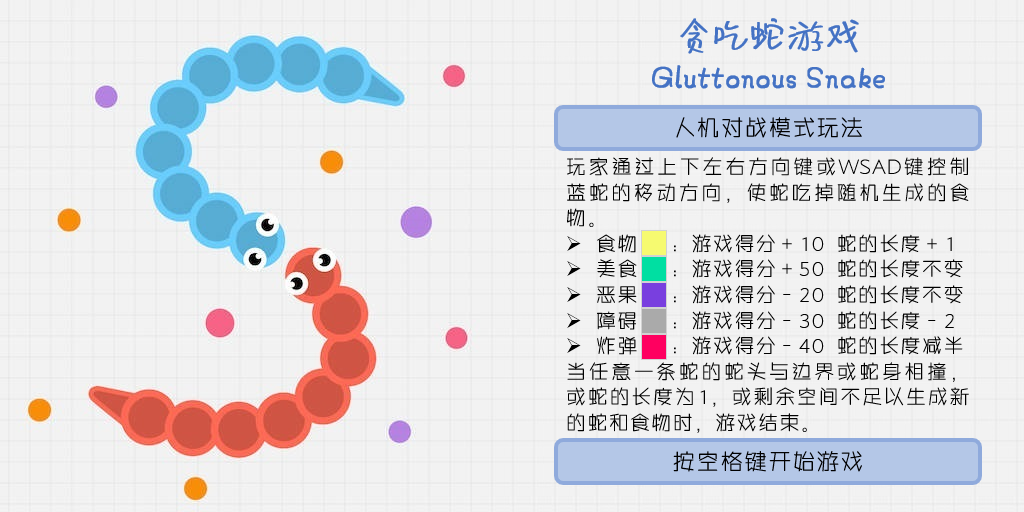 贪吃蛇游戏
Gluttonous Snake
人机对战模式玩法
玩家通过上下左右方向键或WSAD键控制
蓝蛇的移动方向，使蛇吃掉随机生成的食
物。
➢ 食物 ：游戏得分+10 蛇的长度+1
➢ 美食 ：游戏得分+50 蛇的长度不变
➢ 恶果 ：游戏得分-20 蛇的长度不变
➢ 障碍 ：游戏得分-30 蛇的长度-2
➢ 炸弹 ：游戏得分-40 蛇的长度减半
当任意一条蛇的蛇头与边界或蛇身相撞，
或蛇的长度为1，或剩余空间不足以生成新
的蛇和食物时，游戏结束。
按空格键开始游戏